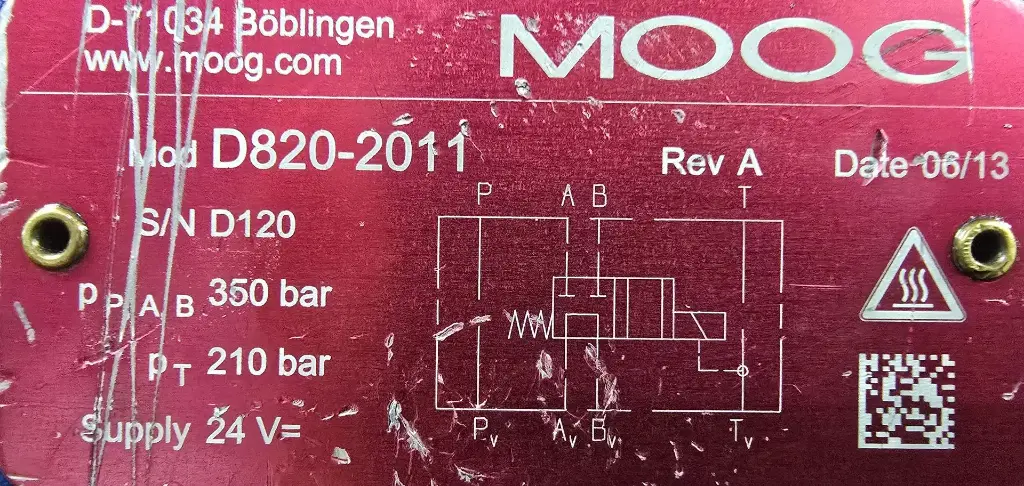 D-71034 Böblingen
www.moog.com
MOOG
Mod D820-2011
Rev A
Date 06/13
S/N D120
pP, A, B 350 bar
pT 210 bar
Supply 24 V=
P A B T
Pv Av Bv Tv